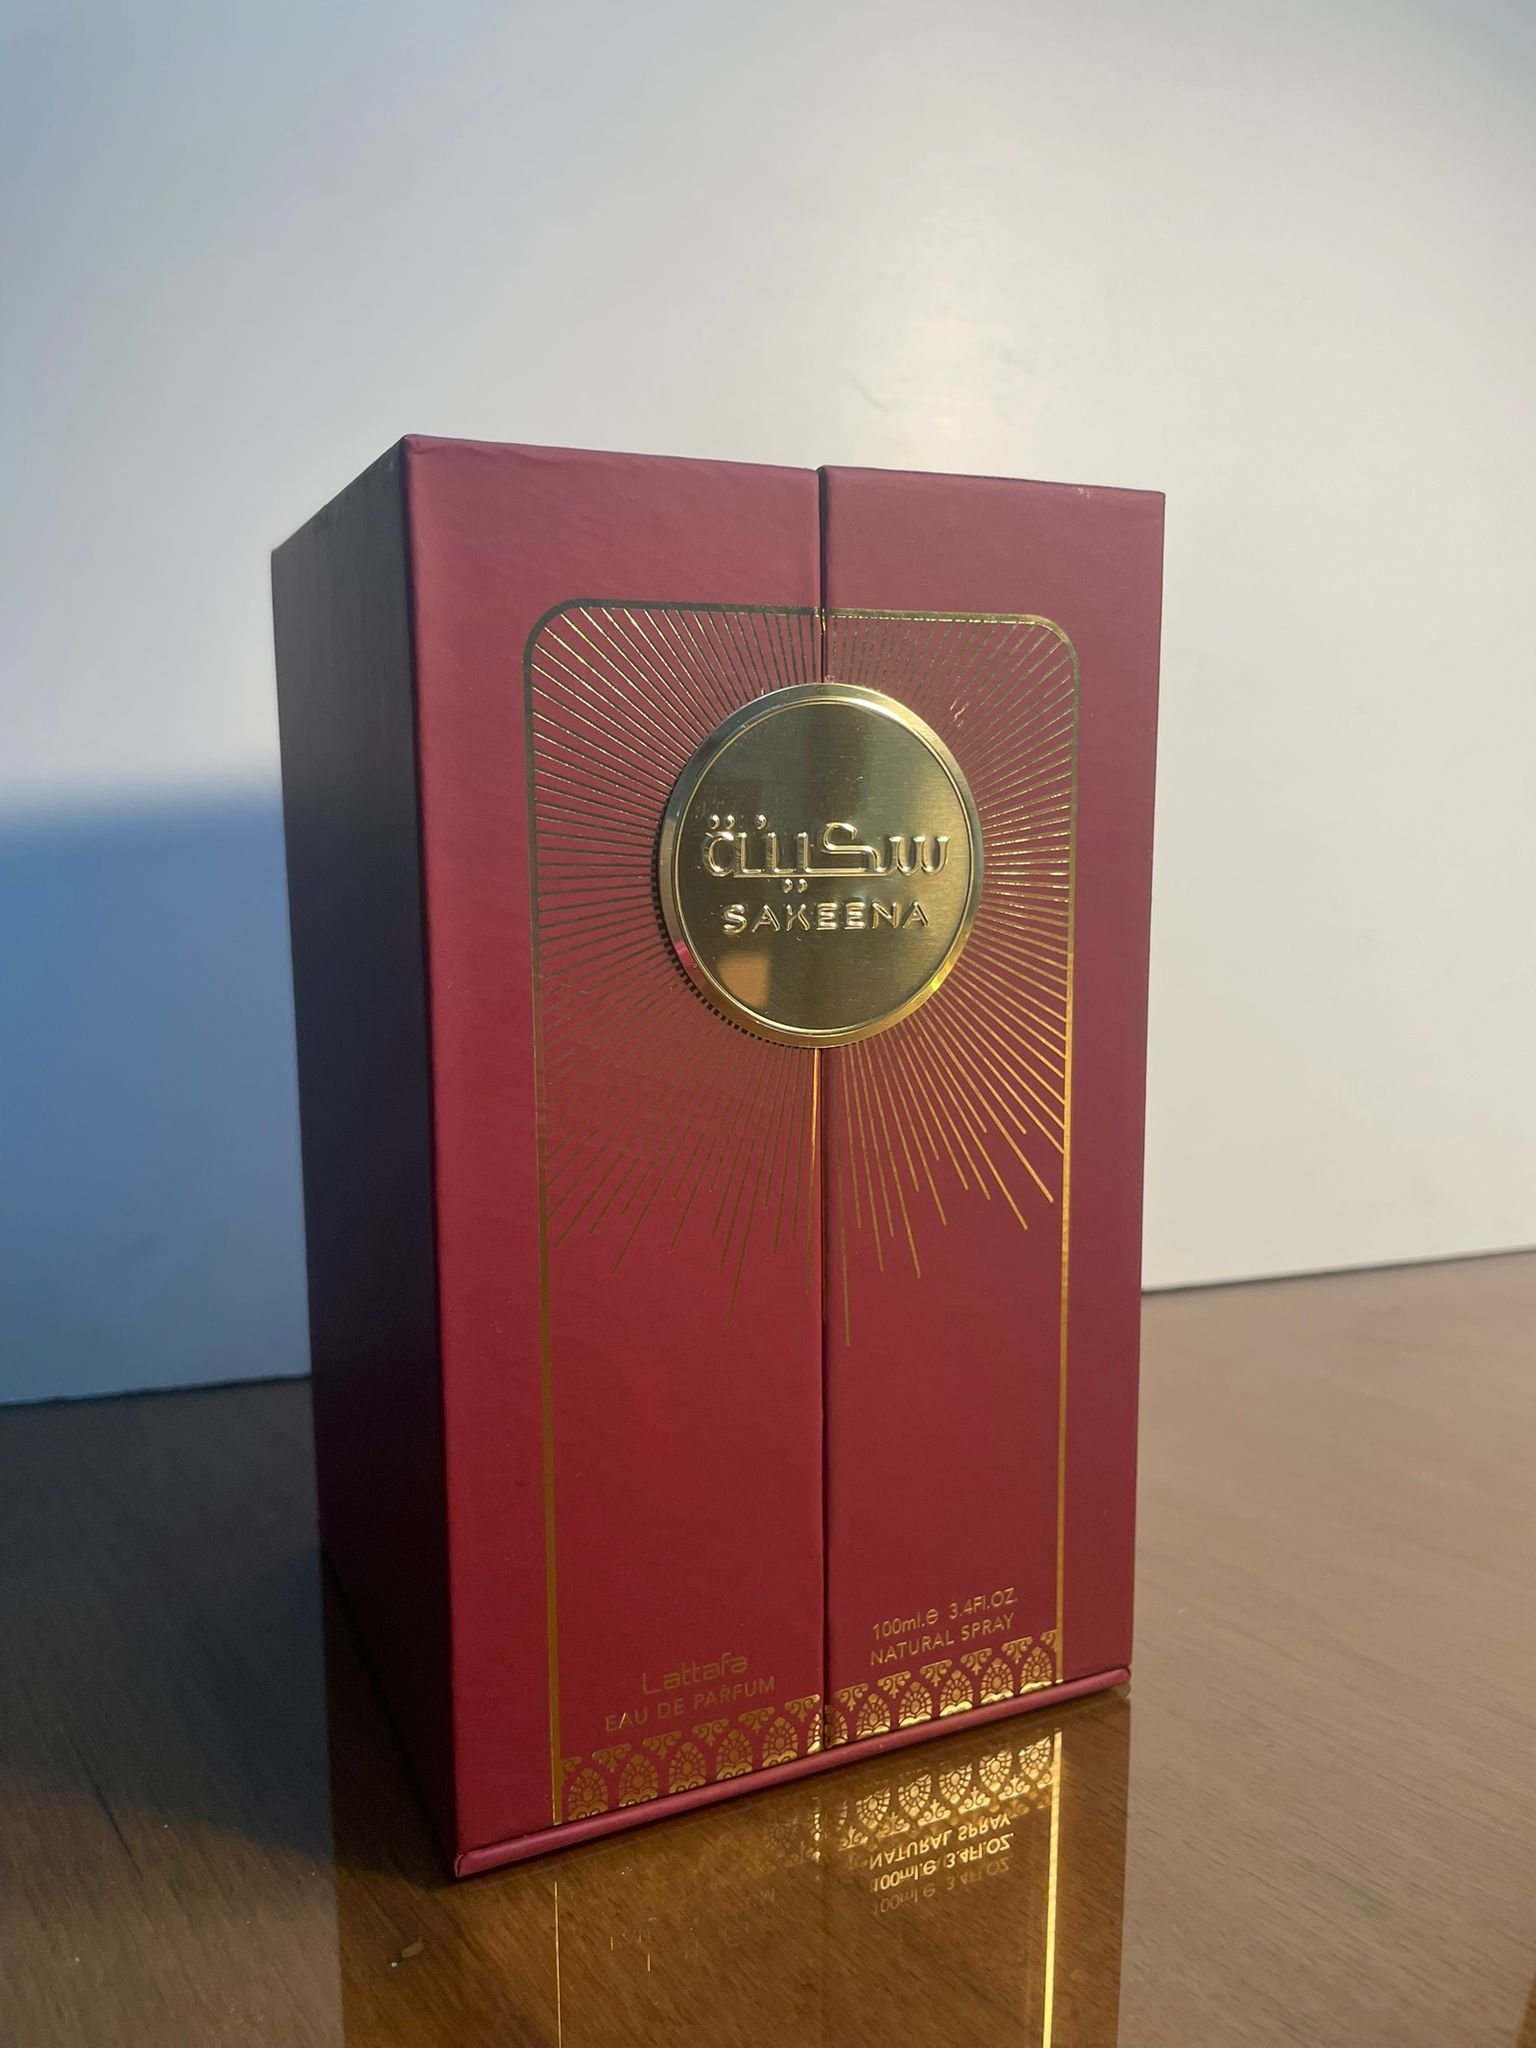 سكينة
SAKEENA
Lattafa
EAU DE PARFUM
100ml.℮ 3.4Fl.OZ.
NATURAL SPRAY